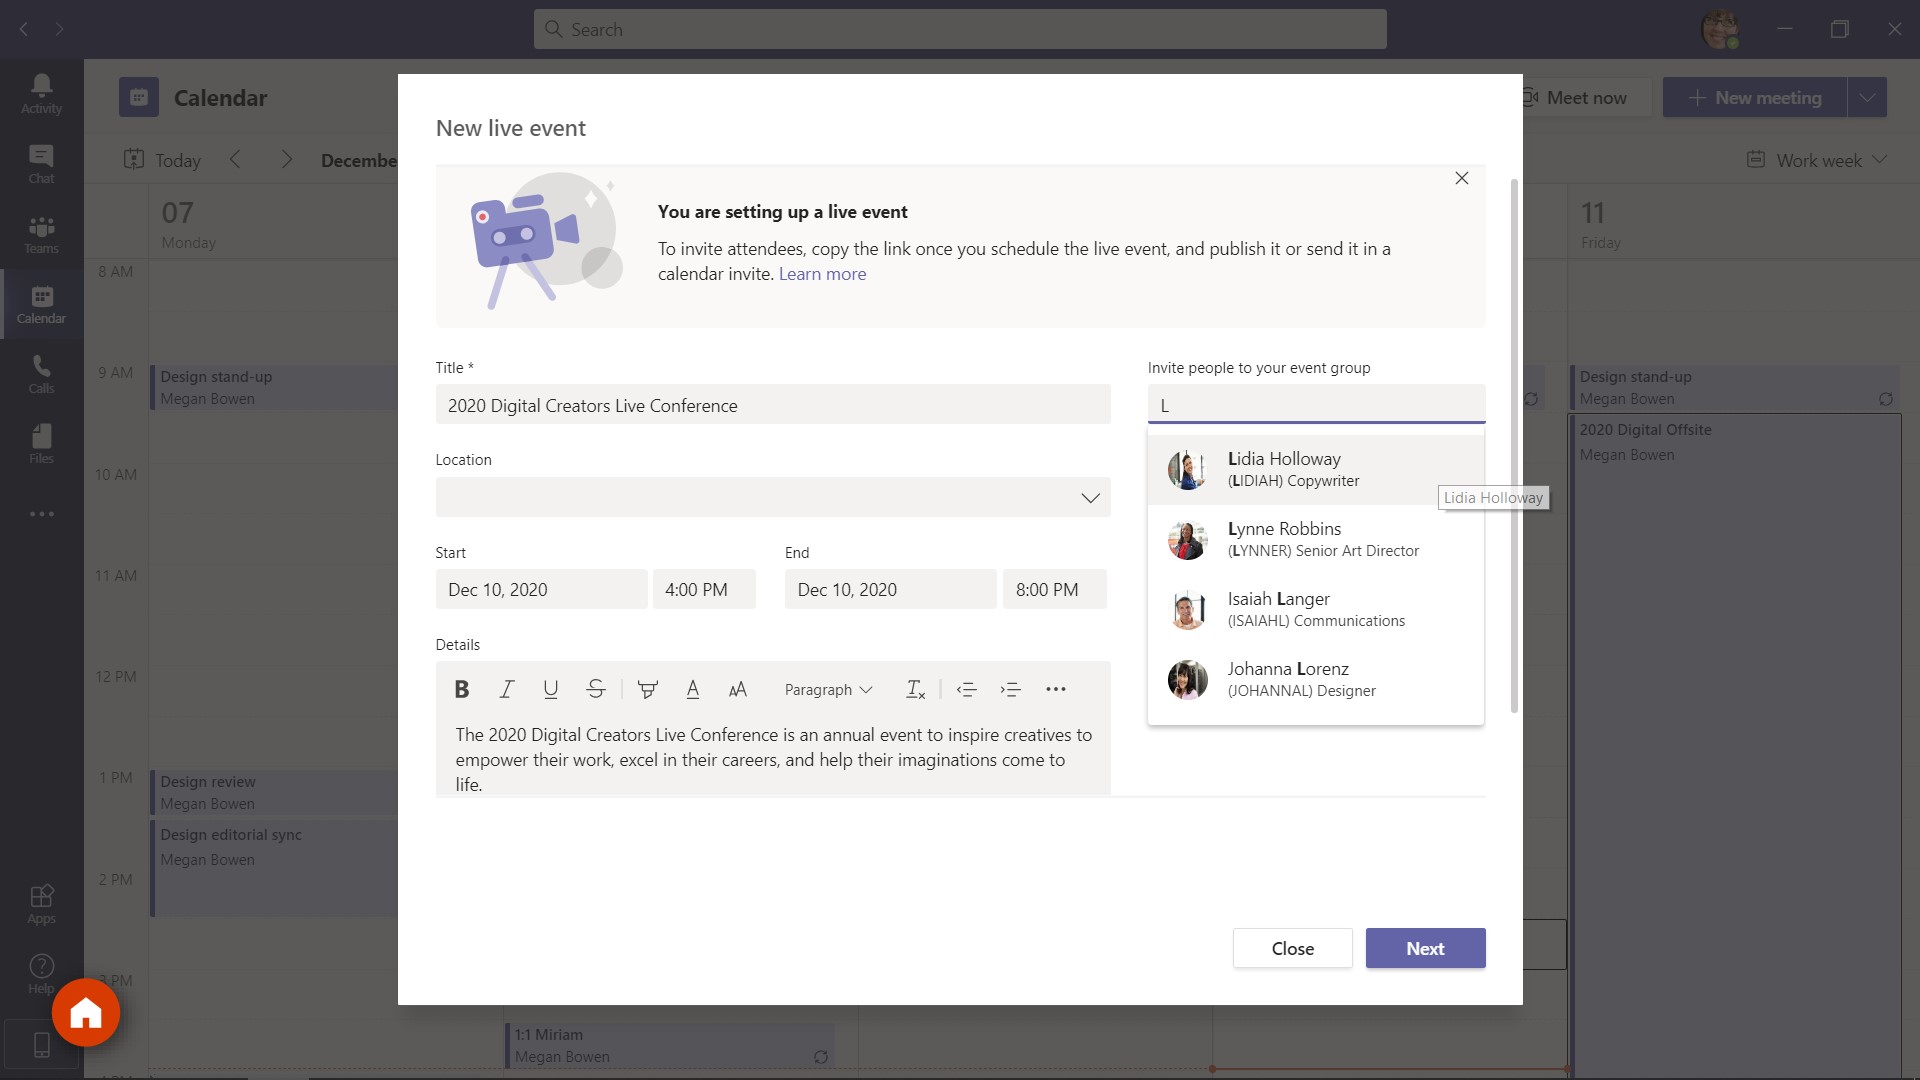 Search
Activity
Chat
Teams
Calendar
Calls
Files
Apps
Help
Calendar
Meet now
New meeting
Today
Decembe
Work week
07
Monday
11
Friday
8 AM
9 AM
10 AM
11 AM
12 PM
1 PM
2 PM
3 PM
Design stand-up
Megan Bowen
Design review
Megan Bowen
Design editorial sync
Megan Bowen
1:1 Miriam
Megan Bowen
Design stand-up
Megan Bowen
2020 Digital Offsite
Megan Bowen
New live event
You are setting up a live event
To invite attendees, copy the link once you schedule the live event, and publish it or send it in a
calendar invite. Learn more
Title *
2020 Digital Creators Live Conference
Location
Start
End
Dec 10, 2020
4:00 PM
Dec 10, 2020
8:00 PM
Details
B I U S A AA Paragraph
The 2020 Digital Creators Live Conference is an annual event to inspire creatives to
empower their work, excel in their careers, and help their imaginations come to
life.
Invite people to your event group
L
Lidia Holloway
(LIDIAH) Copywriter
Lidia Holloway
Lynne Robbins
(LYNNER) Senior Art Director
Isaiah Langer
(ISAIAHL) Communications
Johanna Lorenz
(JOHANNAL) Designer
Close
Next